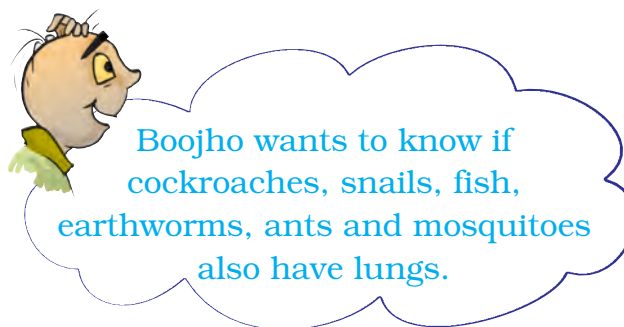 Boojho wants to know if
cockroaches, snails, fish,
earthworms, ants and mosquitoes
also have lungs.